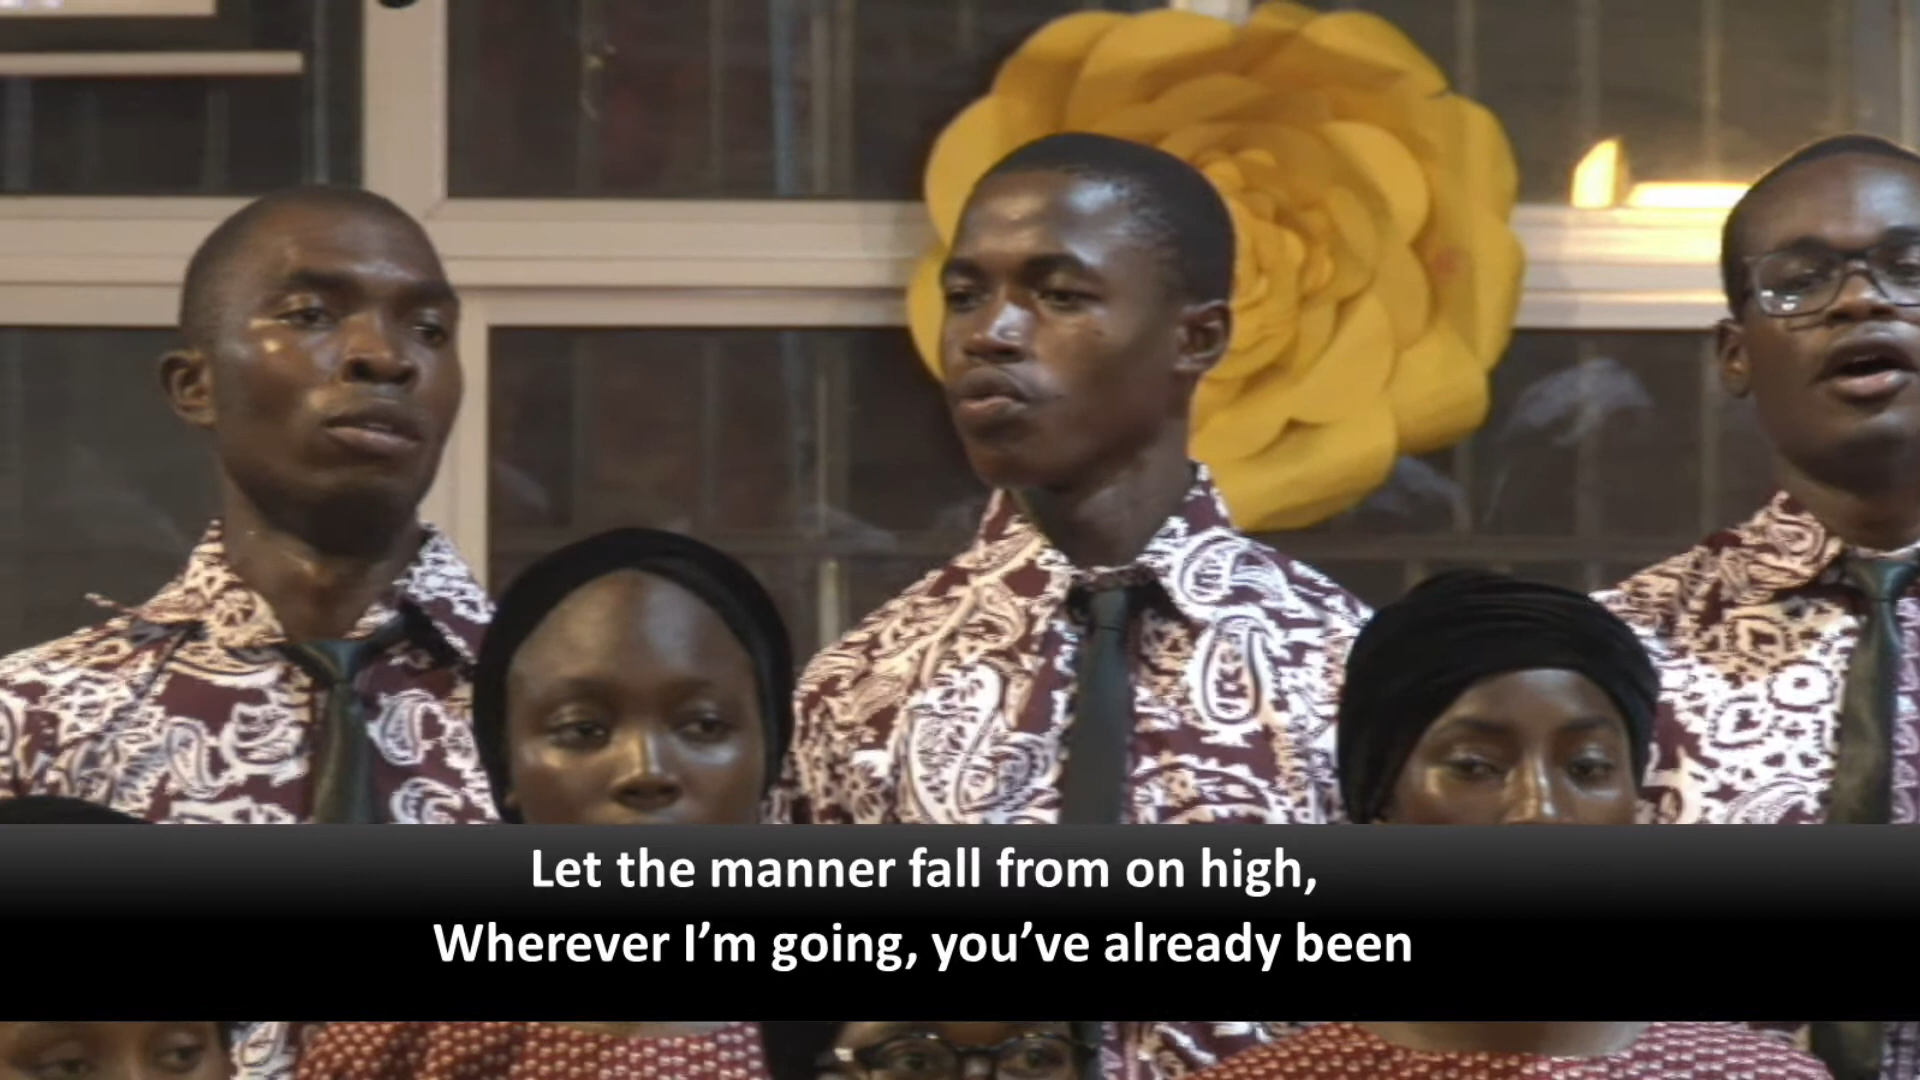 Let the manner fall from on high,
Wherever I’m going, you’ve already been